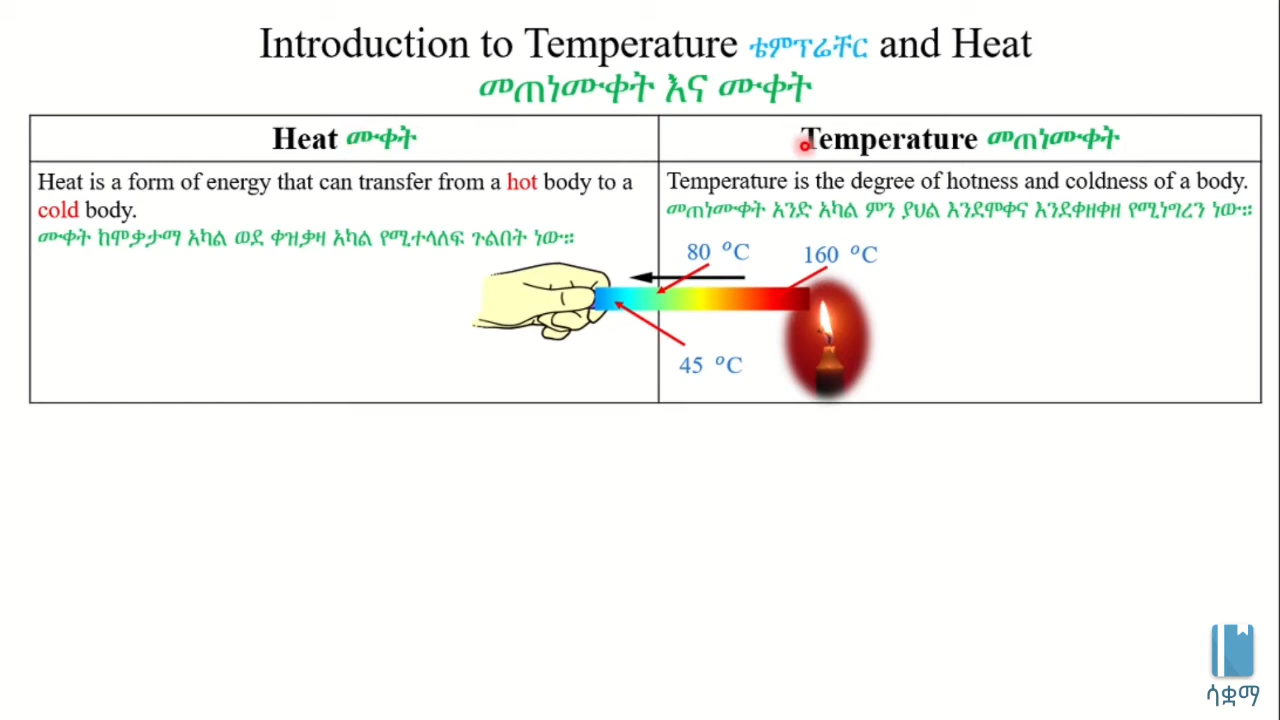 Introduction to Temperature ቴምፕሬቸር and Heat
መጠነሙቀት እና ሙቀት
Heat ሙቀት
Temperature መጠነሙቀት
Heat is a form of energy that can transfer from a hot body to a
cold body.
ሙቀት ከሞቃታማ አካል ወደ ቀዝቃዛ አካል የሚተላለፍ ጉልበት ነው።
Temperature is the degree of hotness and coldness of a body.
መጠነሙቀት አንድ አካል ምን ያህል እንደሞቀና እንደቀዘቀዘ የሚነግረን ነው።
80 °C
160 °C
45 °C
ሳቋማ